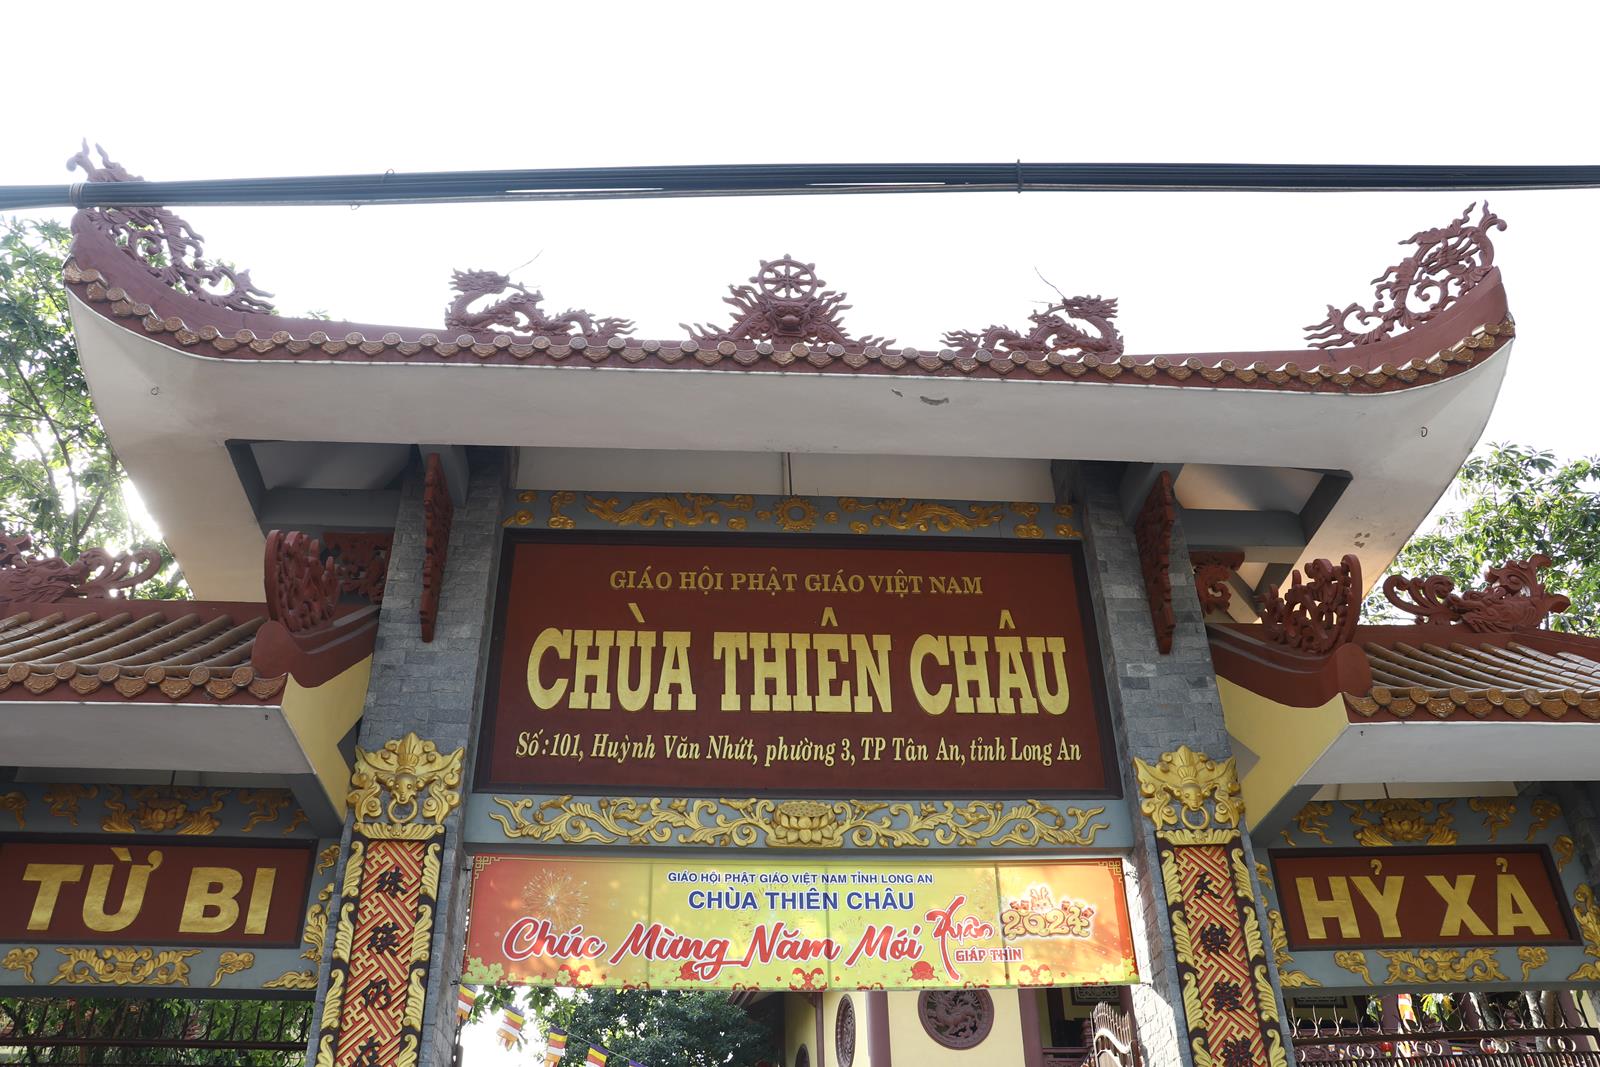 GIÁO HỘI PHẬT GIÁO VIỆT NAM
CHÙA THIÊN CHÂU
Số:101, Huỳnh Văn Nhứt, phường 3, TP Tân An, tỉnh Long An
TỪ BI
HỶ XẢ
GIÁO HỘI PHẬT GIÁO VIỆT NAM TỈNH LONG AN
CHÙA THIÊN CHÂU
Chúc Mừng Năm Mới
Xuân 2024
GIÁP THÌN